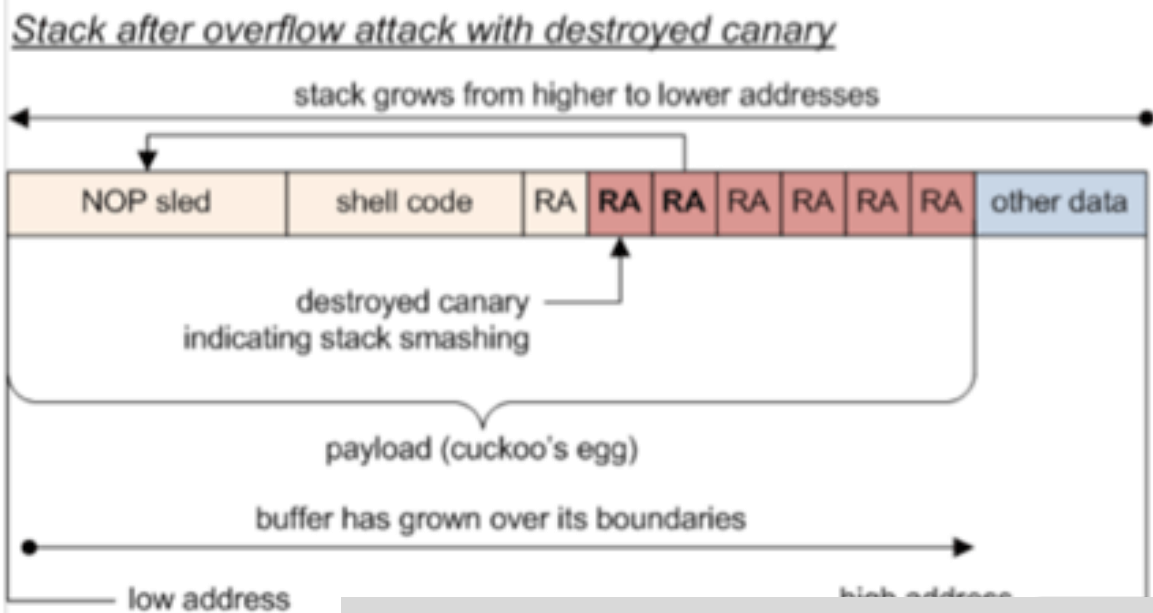 Stack after overflow attack with destroyed canary
stack grows from higher to lower addresses
NOP sled shell code RA RA RA RA RA RA RA other data
destroyed canary
indicating stack smashing
payload (cuckoo's egg)
buffer has grown over its boundaries
low address high address